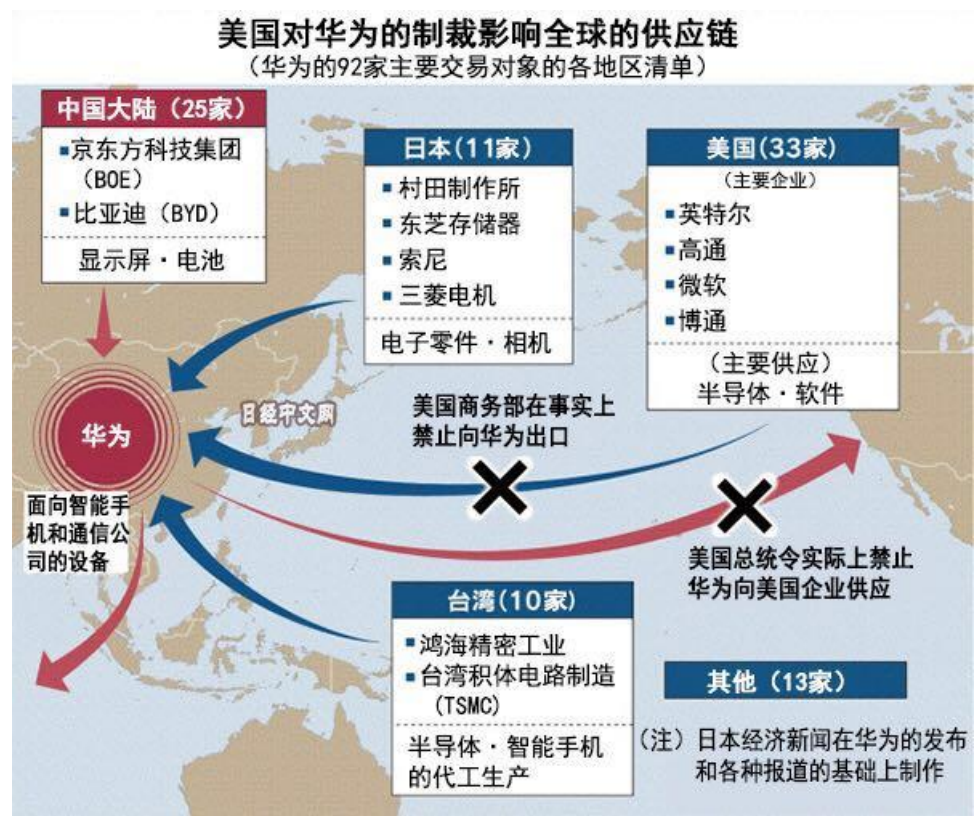 美国对华为的制裁影响全球的供应链
（华为的92家主要交易对象的各地区清单）
中国大陆（25家）
▪京东方科技集团
（BOE）
▪比亚迪（BYD）
显示屏·电池
日本(11家)
▪村田制作所
▪东芝存储器
▪索尼
▪三菱电机
电子零件·相机
美国(33家)
（主要企业）
▪英特尔
▪高通
▪微软
▪博通
（主要供应）
半导体·软件
日经中文网
华为
美国商务部在事实上
禁止向华为出口
面向智能手
机和通信公
司的设备
美国总统令实际上禁止
华为向美国企业供应
台湾(10家)
▪鸿海精密工业
▪台湾积体电路制造
(TSMC)
半导体·智能手机
的代工生产
其他（13家）
（注）日本经济新闻在华为的发布
和各种报道的基础上制作